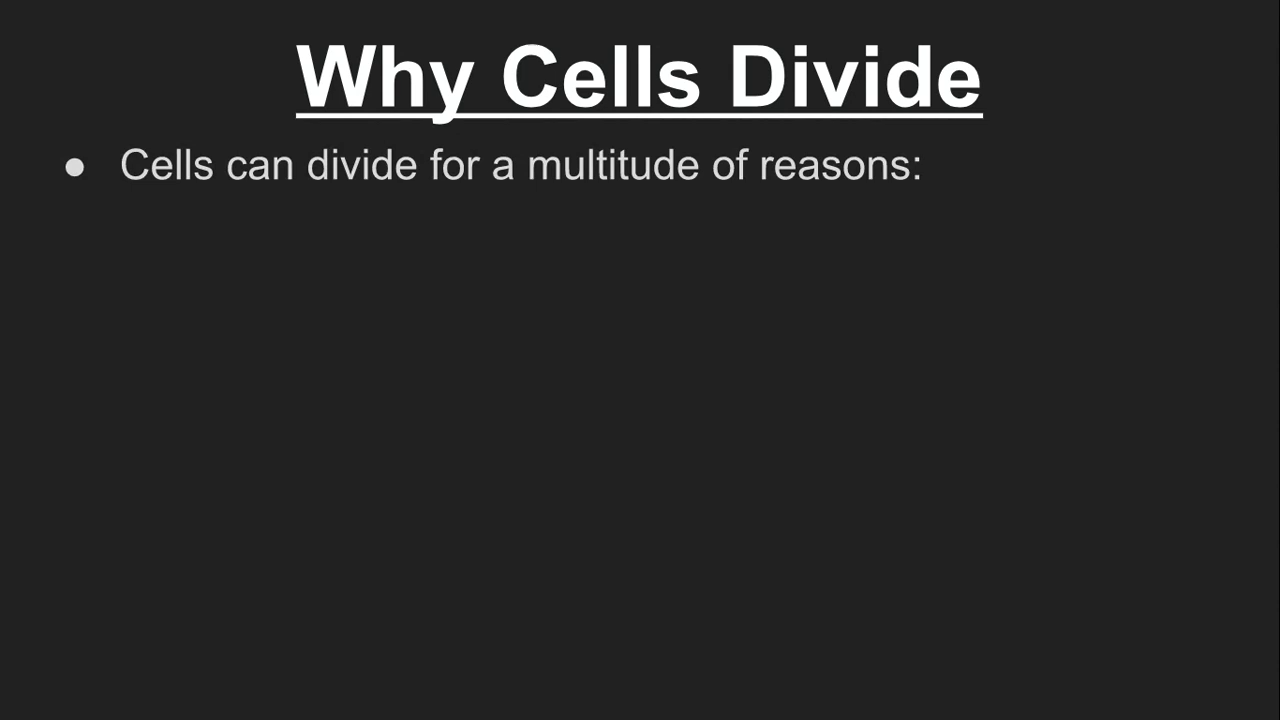 Why Cells Divide
● Cells can divide for a multitude of reasons: